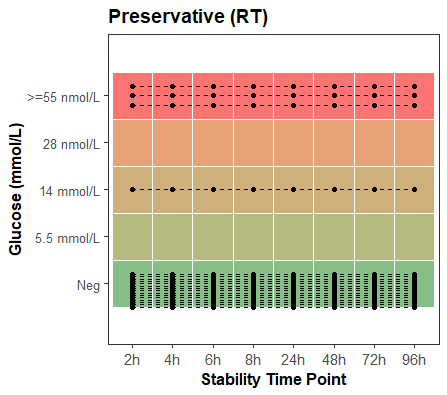 Preservative (RT)
Glucose (mmol/L)
>=55 nmol/L
28 nmol/L
14 mmol/L
5.5 mmol/L
Neg
2h 4h 6h 8h 24h 48h 72h 96h
Stability Time Point